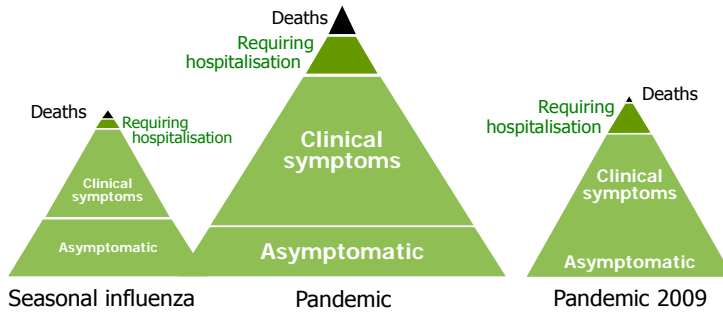 Deaths
Requiring
hospitalisation
Clinical
symptoms
Asymptomatic
Seasonal influenza
Deaths
Requiring
hospitalisation
Clinical
symptoms
Asymptomatic
Pandemic
Deaths
Requiring
hospitalisation
Clinical
symptoms
Asymptomatic
Pandemic 2009